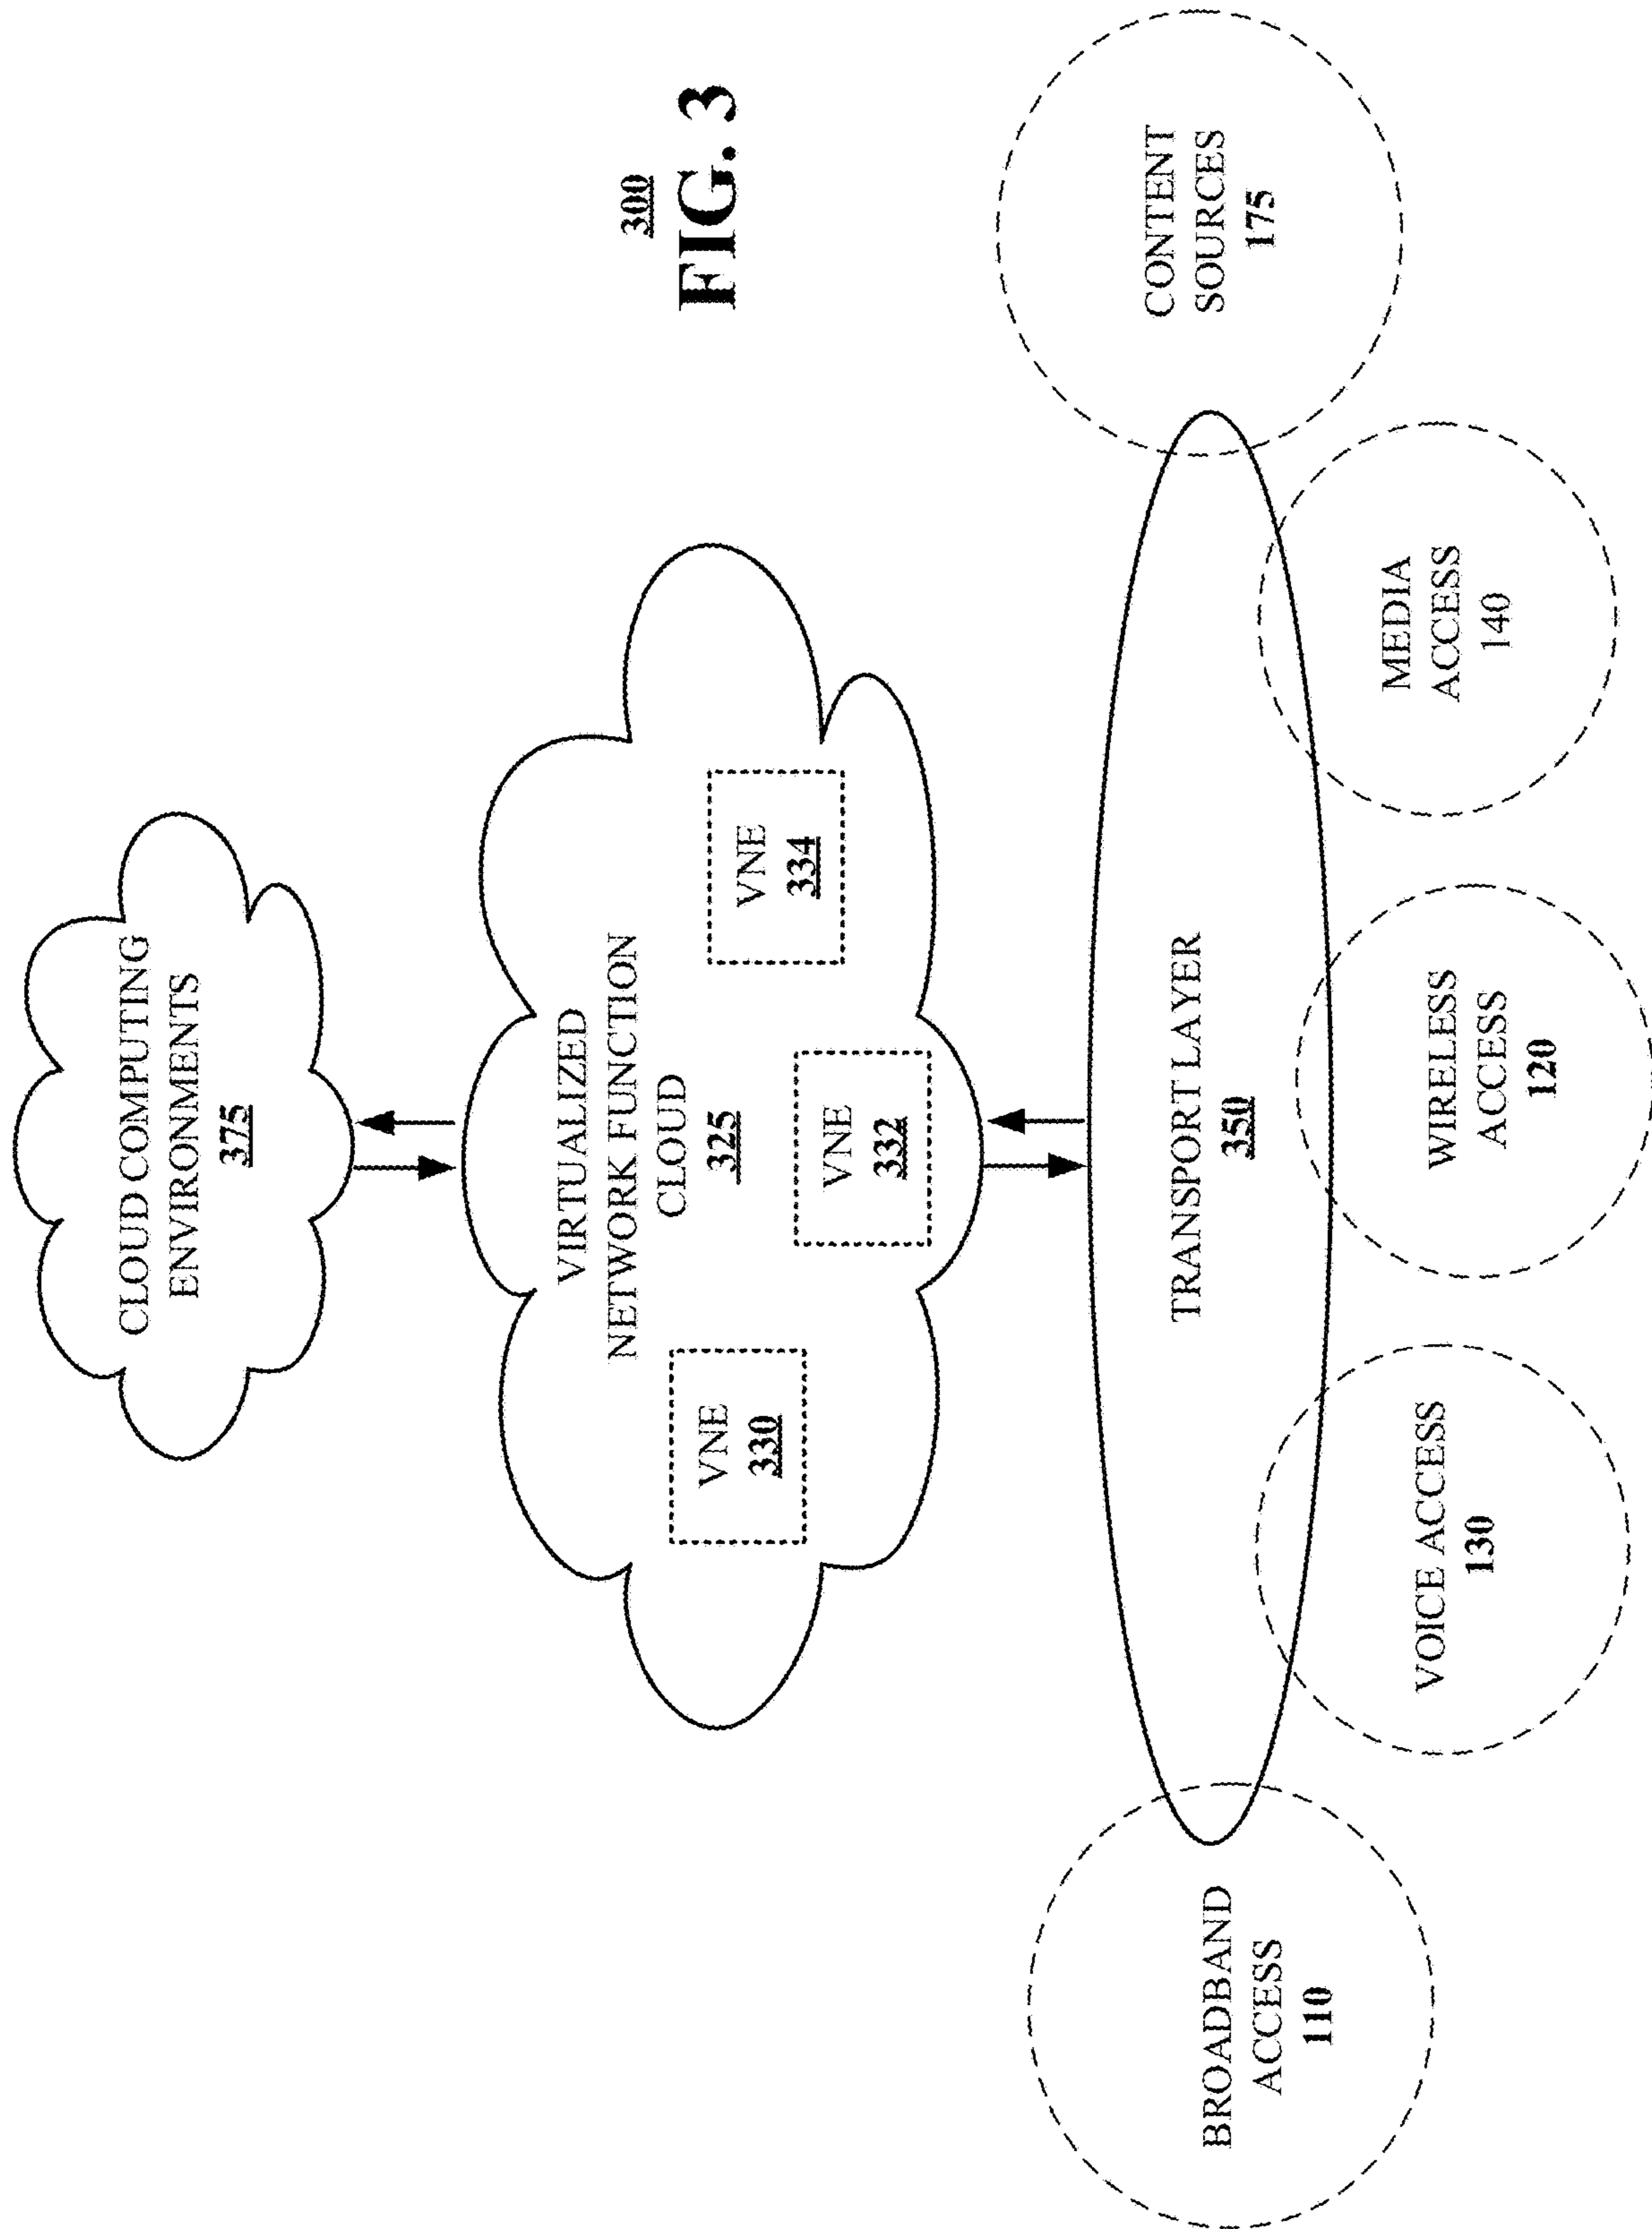 CLOUD COMPUTING
ENVIRONMENTS
375
300
FIG. 3
VIRTUALIZED
NETWORK FUNCTION
CLOUD
325
VNE
330
VNE
332
VNE
334
TRANSPORT LAYER
350
BROADBAND
ACCESS
110
VOICE ACCESS
130
WIRELESS
ACCESS
120
MEDIA
ACCESS
140
CONTENT
SOURCES
175